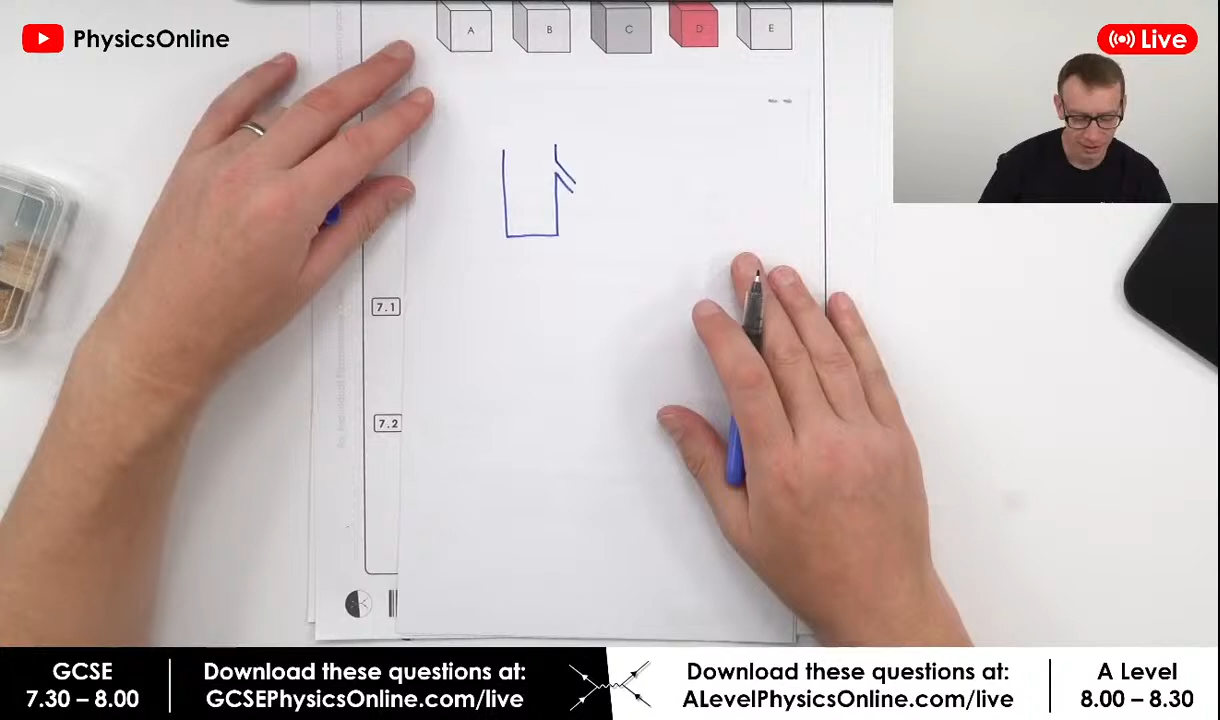 PhysicsOnline
Live
A
B
C
D
E
7.1
7.2
GCSE
7.30 – 8.00
Download these questions at:
GCSEPhysicsOnline.com/live
Download these questions at:
ALevelPhysicsOnline.com/live
A Level
8.00 – 8.30